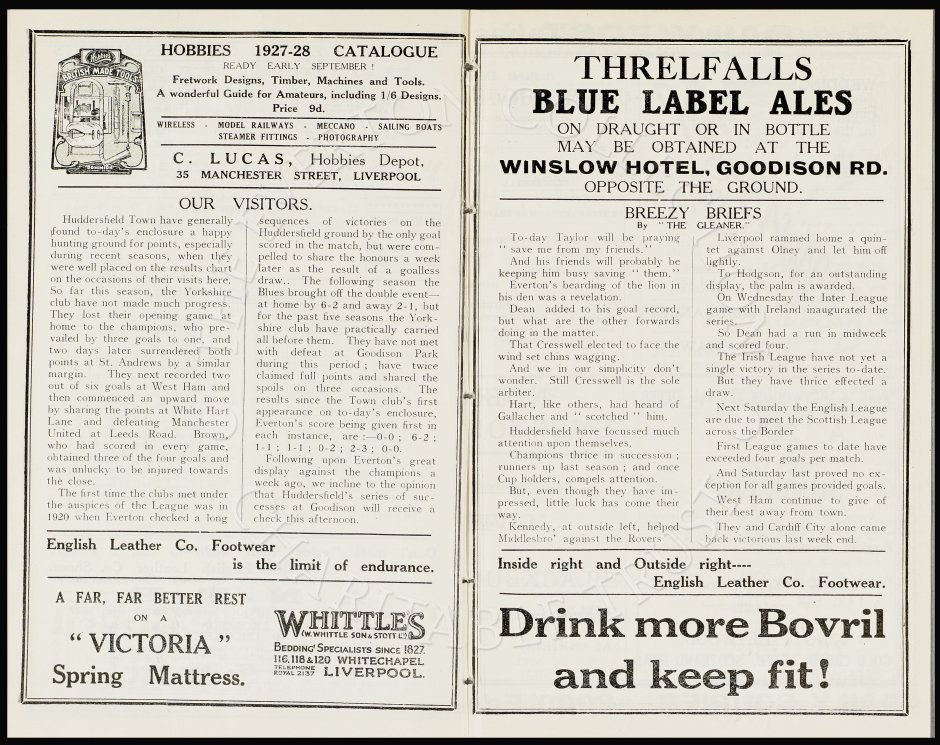 Hobbies
BRITISH MADE TOOLS
HOBBIES 1927-28 CATALOGUE
READY EARLY SEPTEMBER !
Fretwork Designs, Timber, Machines and Tools.
A wonderful Guide for Amateurs, including 1/6 Designs.
Price 9d.
WIRELESS - MODEL RAILWAYS - MECCANO - SAILING BOATS
STEAMER FITTINGS - PHOTOGRAPHY
C. LUCAS, Hobbies Depot,
35 MANCHESTER STREET, LIVERPOOL
OUR VISITORS.
Huddersfield Town have generally
found to-day's enclosure a happy
hunting ground for points, especially
during recent seasons, when they
were well placed on the results chart
on the occasions of their visits here.
So far this season, the Yorkshire
club have not made much progress.
They lost their opening game at
home to the champions, who pre-
vailed by three goals to one, and
two days later surrendered both
points at St. Andrews by a similar
margin. They next recorded two
out of six goals at West Ham and
then commenced an upward move
by sharing the points at White Hart
Lane and defeating Manchester
United at Leeds Road. Brown,
who had scored in every game,
obtained three of the four goals and
was unlucky to be injured towards
the close.
The first time the clubs met under
the auspices of the League was in
1920 when Everton checked a long
sequences of victories on the
Huddersfield ground by the only goal
scored in the match, but were com-
pelled to share the honours a week
later as the result of a goalless
draw.. The following season the
Blues brought off the double event—
at home by 6-2 and away 2-1, but
for the past five seasons the York-
shire club have practically carried
all before them. They have not met
with defeat at Goodison Park
during this period ; have twice
claimed full points and shared the
spoils on three occasions. The
results since the Town club's first
appearance on to-day's enclosure,
Everton's score being given first in
each instance, are :—0-0 ; 6-2 ;
1-1 ; 1-1 ; 0-2 ; 2-3 ; 0-0.
Following upon Everton's great
display against the champions a
week ago, we incline to the opinion
that Huddersfield's series of suc-
cesses at Goodison will receive a
check this afternoon.
English Leather Co. Footwear
is the limit of endurance.
A FAR, FAR BETTER REST
ON A
" VICTORIA "
Spring Mattress.
WHITTLES
(W. WHITTLE SON & STOTT LTD)
BEDDING SPECIALISTS SINCE 1827.
116, 118 & 120 WHITECHAPEL
TELEPHONE
ROYAL 2137 LIVERPOOL.
THRELFALLS
BLUE LABEL ALES
ON DRAUGHT OR IN BOTTLE
MAY BE OBTAINED AT THE
WINSLOW HOTEL, GOODISON RD.
OPPOSITE THE GROUND.
BREEZY BRIEFS
By " THE GLEANER."
To-day Taylor will be praying
" save me from my friends."
And his friends will probably be
keeping him busy saving " them."
Everton's bearding of the lion in
his den was a revelation.
Dean added to his goal record,
but what are the other forwards
doing in the matter.
That Cresswell elected to face the
wind set chins wagging.
And we in our simplicity don't
wonder. Still Cresswell is the sole
arbiter.
Hart, like others, had heard of
Gallacher and " scotched " him.
Huddersfield have focussed much
attention upon themselves.
Champions thrice in succession ;
runners up last season ; and once
Cup holders, compels attention.
But, even though they have im-
pressed, little luck has come their
way.
Kennedy, at outside left, helped
Middlesbro' against the Rovers
Liverpool rammed home a quin-
tet against Olney and let him off
lightly.
To Hodgson, for an outstanding
display, the palm is awarded.
On Wednesday the Inter League
game with Ireland inaugurated the
series.
So Dean had a run in midweek
and scored four.
The Irish League have not yet a
single victory in the series to-date.
But they have thrice effected a
draw.
Next Saturday the English League
are due to meet the Scottish League
across the Border
First League games to date have
exceeded four goals per match.
And Saturday last proved no ex-
ception for all games provided goals.
West Ham continue to give of
their best away from town.
They and Cardiff City alone came
back victorious last week end.
Inside right and Outside right----
English Leather Co. Footwear.
Drink more Bovril
and keep fit!